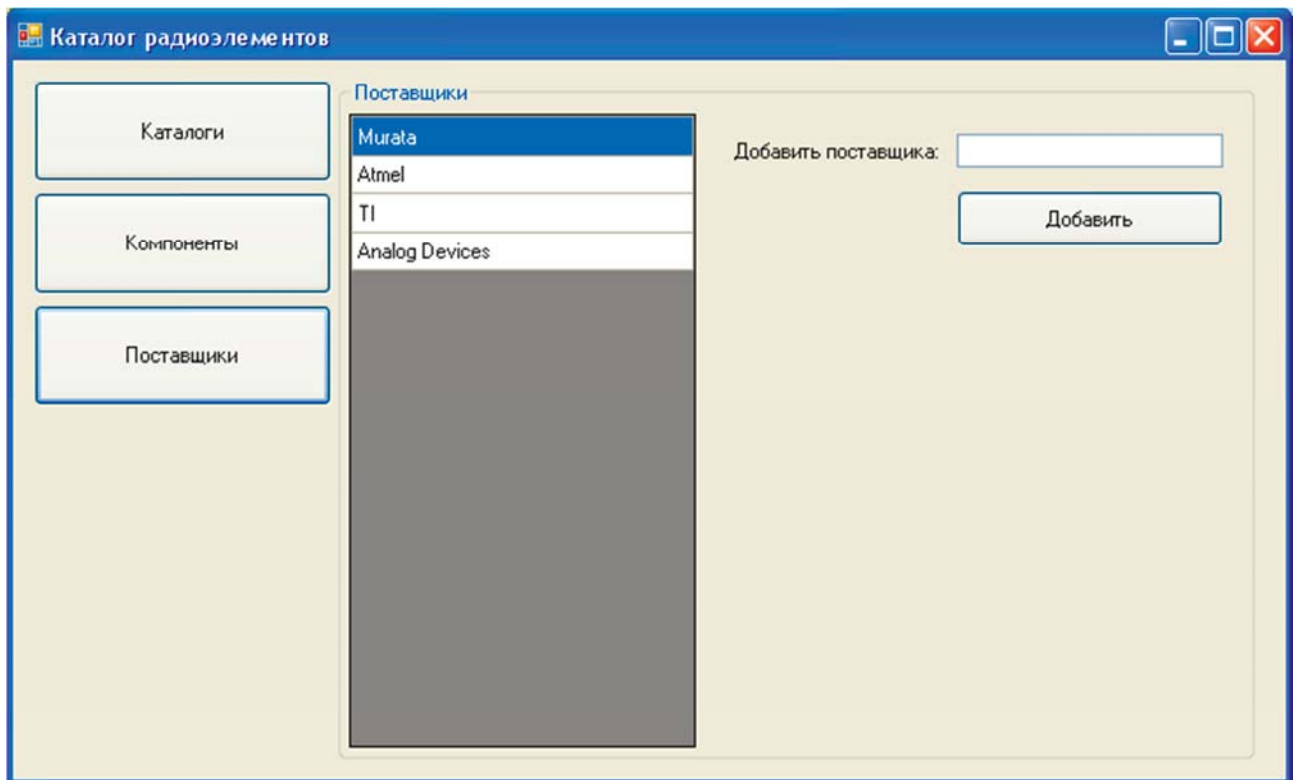 Каталог радиоэлементов
Каталоги
Компоненты
Поставщики
Поставщики
Murata
Atmel
TI
Analog Devices
Добавить поставщика:
Добавить